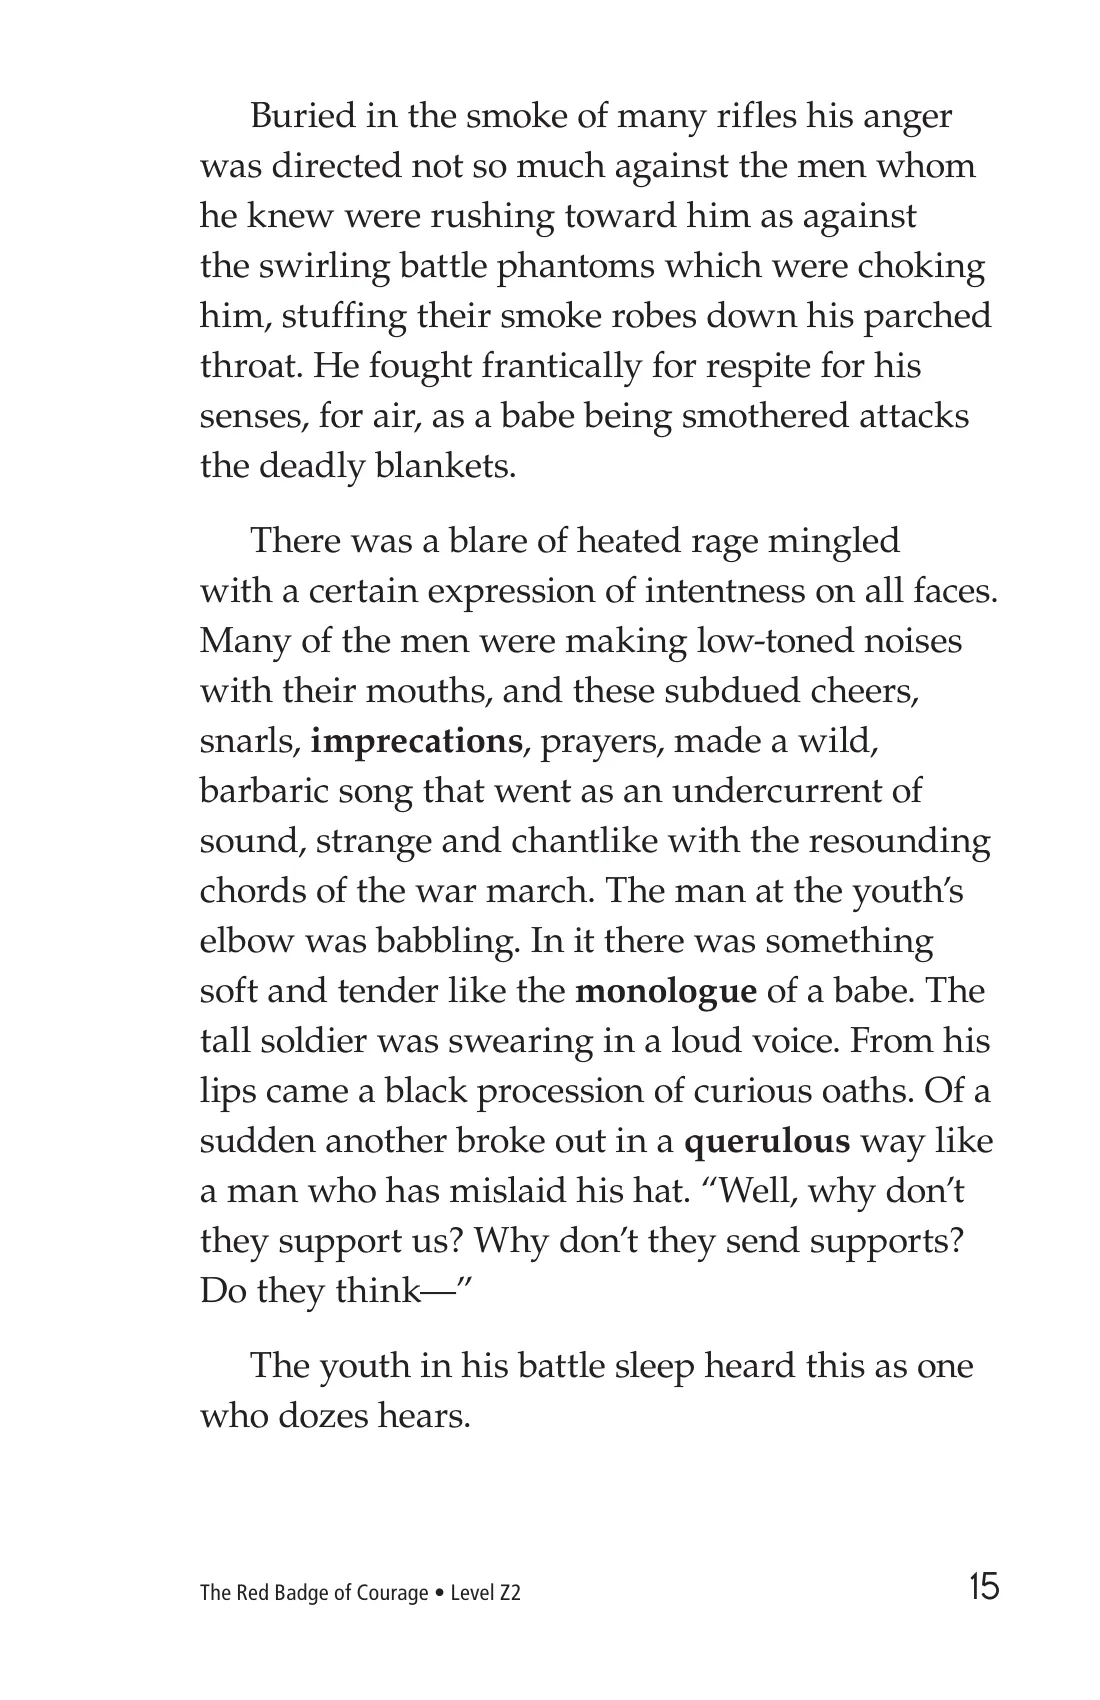 Buried in the smoke of many rifles his anger
was directed not so much against the men whom
he knew were rushing toward him as against
the swirling battle phantoms which were choking
him, stuffing their smoke robes down his parched
throat. He fought frantically for respite for his
senses, for air, as a babe being smothered attacks
the deadly blankets.
There was a blare of heated rage mingled
with a certain expression of intentness on all faces.
Many of the men were making low-toned noises
with their mouths, and these subdued cheers,
snarls, imprecations, prayers, made a wild,
barbaric song that went as an undercurrent of
sound, strange and chantlike with the resounding
chords of the war march. The man at the youth’s
elbow was babbling. In it there was something
soft and tender like the monologue of a babe. The
tall soldier was swearing in a loud voice. From his
lips came a black procession of curious oaths. Of a
sudden another broke out in a querulous way like
a man who has mislaid his hat. “Well, why don’t
they support us? Why don’t they send supports?
Do they think—”
The youth in his battle sleep heard this as one
who dozes hears.
The Red Badge of Courage • Level Z2
15